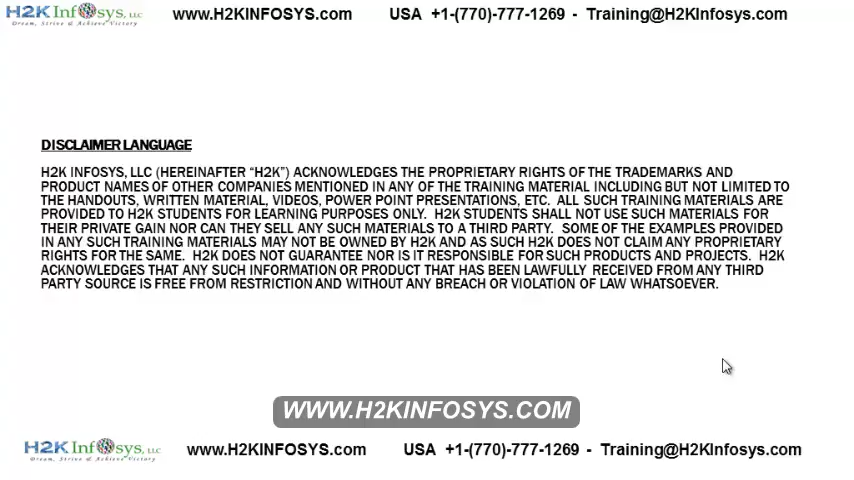 H2K Infosys, LLC www.H2KINFOSYS.com USA +1-(770)-777-1269 - Training@H2KInfosys.com
Dream, Strive & Achieve Victory
DISCLAIMER LANGUAGE
H2K INFOSYS, LLC (HEREINAFTER “H2K”) ACKNOWLEDGES THE PROPRIETARY RIGHTS OF THE TRADEMARKS AND
PRODUCT NAMES OF OTHER COMPANIES MENTIONED IN ANY OF THE TRAINING MATERIAL INCLUDING BUT NOT LIMITED TO
THE HANDOUTS, WRITTEN MATERIAL, VIDEOS, POWER POINT PRESENTATIONS, ETC. ALL SUCH TRAINING MATERIALS ARE
PROVIDED TO H2K STUDENTS FOR LEARNING PURPOSES ONLY. H2K STUDENTS SHALL NOT USE SUCH MATERIALS FOR
THEIR PRIVATE GAIN NOR CAN THEY SELL ANY SUCH MATERIALS TO A THIRD PARTY. SOME OF THE EXAMPLES PROVIDED
IN ANY SUCH TRAINING MATERIALS MAY NOT BE OWNED BY H2K AND AS SUCH H2K DOES NOT CLAIM ANY PROPRIETARY
RIGHTS FOR THE SAME. H2K DOES NOT GUARANTEE NOR IS IT RESPONSIBLE FOR SUCH PRODUCTS AND PROJECTS. H2K
ACKNOWLEDGES THAT ANY SUCH INFORMATION OR PRODUCT THAT HAS BEEN LAWFULLY RECEIVED FROM ANY THIRD
PARTY SOURCE IS FREE FROM RESTRICTION AND WITHOUT ANY BREACH OR VIOLATION OF LAW WHATSOEVER.
WWW.H2KINFOSYS.COM
H2K Infosys, LLC www.H2KINFOSYS.com USA +1-(770)-777-1269 - Training@H2KInfosys.com
Dream, Strive & Achieve Victory